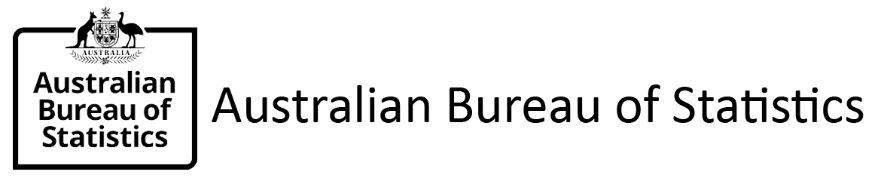 AUSTRALIA
Australian
Bureau of
Statistics
Australian Bureau of Statistics